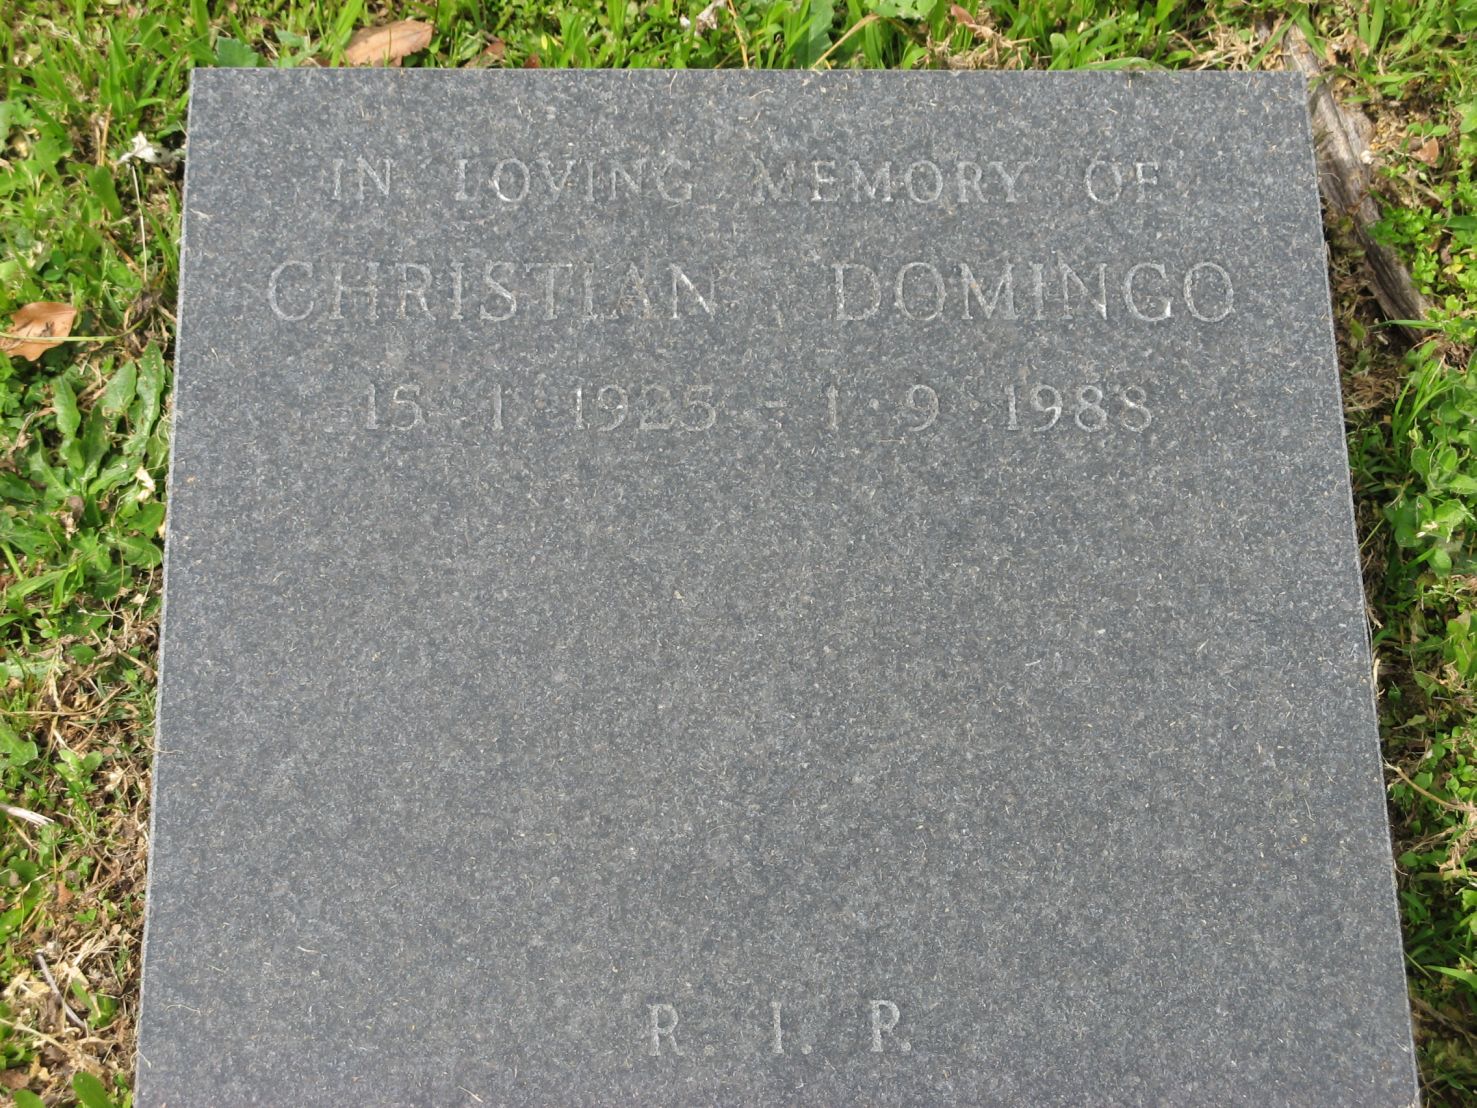 IN LOVING MEMORY OF
CHRISTIAN DOMINGO
15·1·1925 - 1·9·1988
R.I.P.